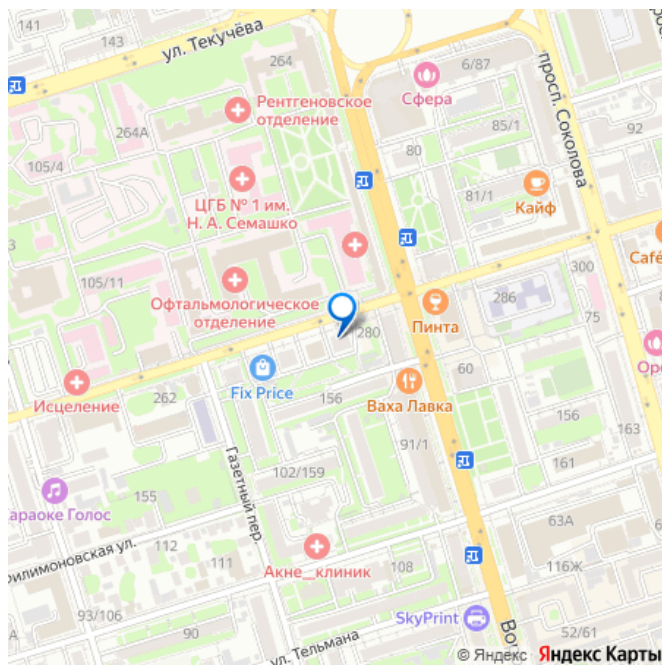 141
143
ул. Текучёва
264
6/87
Сфера
просп. Соколова
Рентгеновское
отделение
264А
85/1
92
105/4
80
ЦГБ № 1 им.
Н. А. Семашко
81/1
Кайф
Café
105/11
Офтальмологическое
отделение
300
286
280
Пинта
75
Fix Price
60
Исцеление
262
156
Ваха Лавка
156
163
91/1
Газетный пер.
102/159
161
155
араоке Голос
63А
илимоновская ул.
112
111
Акне_клиник
108
116Ж
93/106
90
SkyPrint
52/61
ул. Тельмана
© Яндекс Яндекс Карты